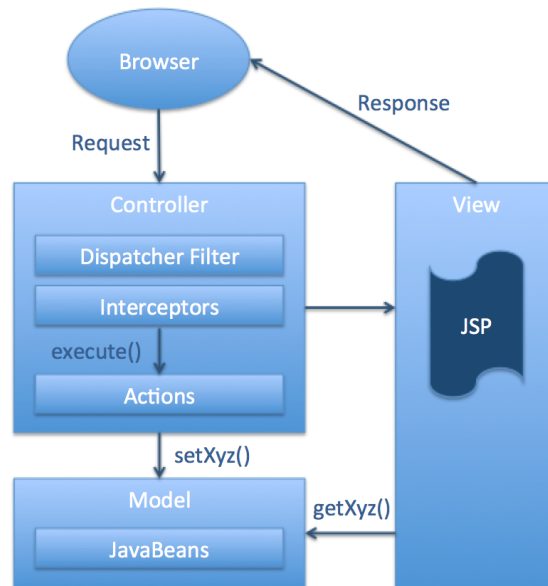 Browser
Response
Request
Controller
View
Dispatcher Filter
Interceptors
JSP
execute()
Actions
setXyz()
Model
getXyz()
JavaBeans